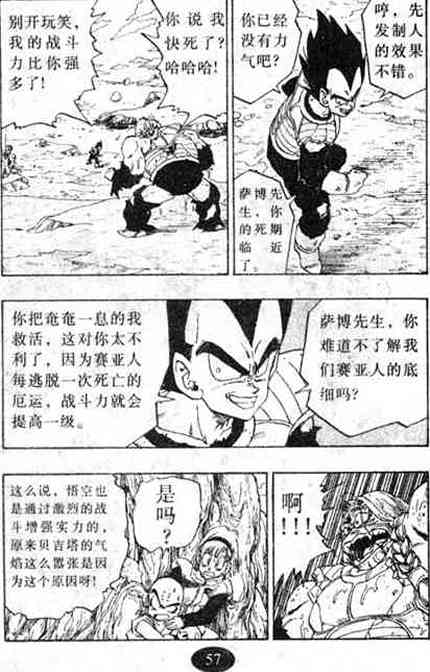 哼，先
发制人
的效果
不错。
你已经
没有力
气吧?
萨博先
生，你
的死期
临近
了。
你说我
快死了?
哈哈哈!
别开玩笑，
我的战斗
力比你强
多了!
萨博先生，你
难道不了解我
们赛亚人的底
细吗?
你把奄奄一息的我
救活，这对你太不
利了，因为赛亚人
每逃脱一次死亡的
厄运，战斗力就会
提高一级。
啊
!!!
是
吗?
这么说，悟空也
是通过激烈的战
斗增强实力的，
原来贝吉塔的气
焰这么嚣张是因
为这个原因呀!
57